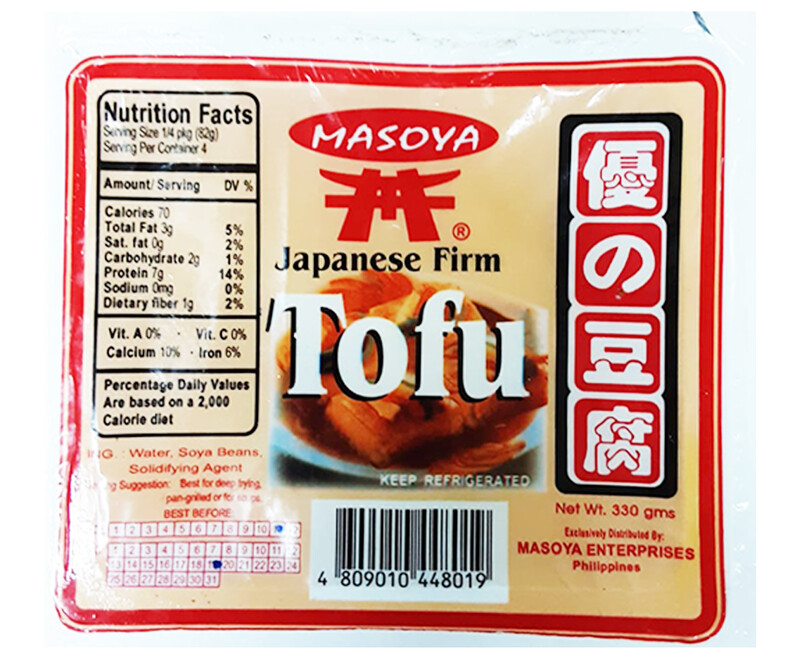 Nutrition Facts
Serving Size 1/4 pkg (82g)
Serving Per Container 4
Amount/Serving DV %
Calories 70
Total Fat 3g 5%
Sat. fat 0g 2%
Carbohydrate 2g 1%
Protein 7g 14%
Sodium 0mg 0%
Dietary fiber 1g 2%
Vit. A 0% · Vit. C 0%
Calcium 10% · Iron 6%
Percentage Daily Values
Are based on a 2,000
Calorie diet
ING. : Water, Soya Beans,
Solidifying Agent
Suggestion: Best for deep frying,
pan-grilled or for soups.
BEST BEFORE:
1 2 3 4 5 6 7 8 9 10
1 2 3 4 5 6 7 8 9 10 11 12
13 14 15 16 17 18 20 21 22 23 24
25 26 27 28 29 30 31
MASOYA
®
Japanese Firm
Tofu
KEEP REFRIGERATED
4 809010 448019
優の豆腐
Net Wt. 330 gms
Exclusively Distributed By:
MASOYA ENTERPRISES
Philippines